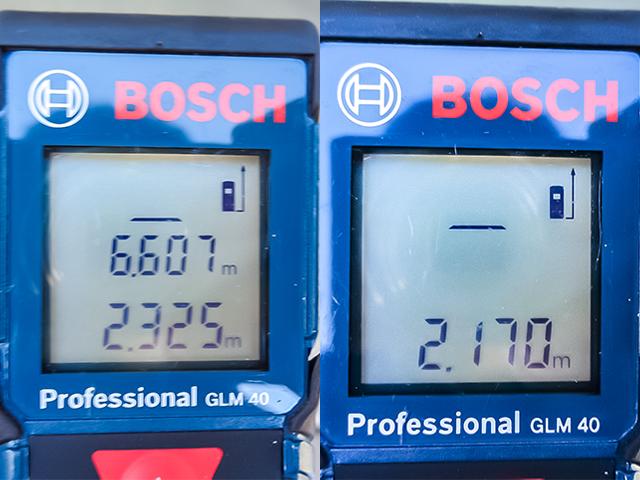 BOSCH
6.607 m
2.325 m
Professional GLM 40
BOSCH
2.170 m
Professional GLM 40